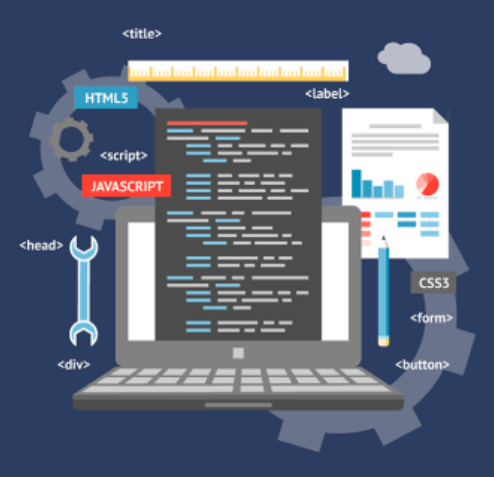 <title>
<label>
HTML5
<script>
JAVASCRIPT
<head>
CSS3
<form>
<div>
<button>